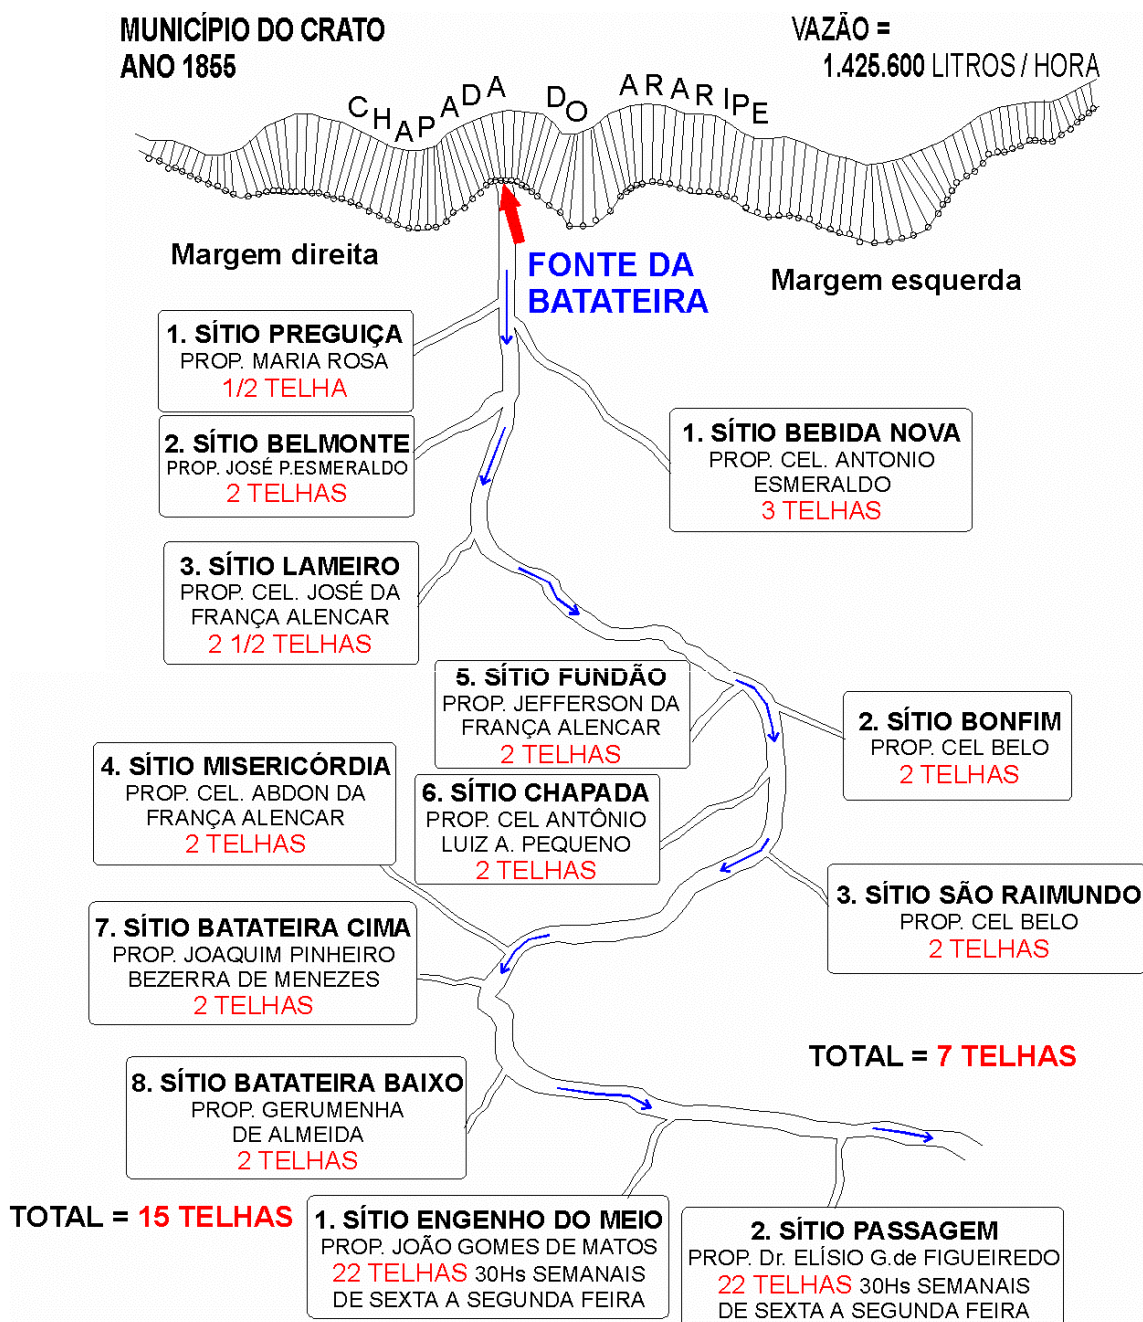 MUNICÍPIO DO CRATO
ANO 1855
VAZÃO =
1.425.600 LITROS / HORA
CHAPADA DO ARARIPE
Margem direita
FONTE DA
BATATEIRA
Margem esquerda
1. SÍTIO PREGUIÇA
PROP. MARIA ROSA
1/2 TELHA
2. SÍTIO BELMONTE
PROP. JOSÉ P.ESMERALDO
2 TELHAS
1. SÍTIO BEBIDA NOVA
PROP. CEL. ANTONIO
ESMERALDO
3 TELHAS
3. SÍTIO LAMEIRO
PROP. CEL. JOSÉ DA
FRANÇA ALENCAR
2 1/2 TELHAS
5. SÍTIO FUNDÃO
PROP. JEFFERSON DA
FRANÇA ALENCAR
2 TELHAS
2. SÍTIO BONFIM
PROP. CEL BELO
2 TELHAS
4. SÍTIO MISERICÓRDIA
PROP. CEL. ABDON DA
FRANÇA ALENCAR
2 TELHAS
6. SÍTIO CHAPADA
PROP. CEL ANTÔNIO
LUIZ A. PEQUENO
2 TELHAS
3. SÍTIO SÃO RAIMUNDO
PROP. CEL BELO
2 TELHAS
7. SÍTIO BATATEIRA CIMA
PROP. JOAQUIM PINHEIRO
BEZERRA DE MENEZES
2 TELHAS
TOTAL = 7 TELHAS
8. SÍTIO BATATEIRA BAIXO
PROP. GERUMENHA
DE ALMEIDA
2 TELHAS
TOTAL = 15 TELHAS
1. SÍTIO ENGENHO DO MEIO
PROP. JOÃO GOMES DE MATOS
22 TELHAS 30Hs SEMANAIS
DE SEXTA A SEGUNDA FEIRA
2. SÍTIO PASSAGEM
PROP. Dr. ELÍSIO G.de FIGUEIREDO
22 TELHAS 30Hs SEMANAIS
DE SEXTA A SEGUNDA FEIRA